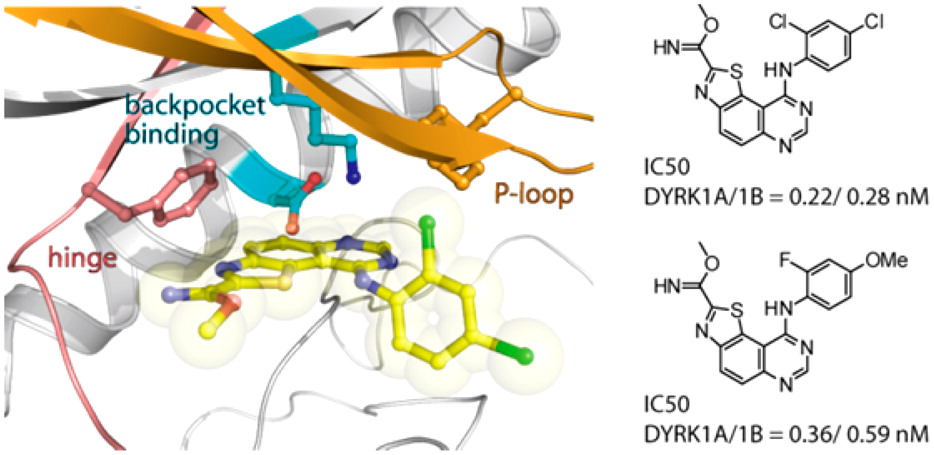 backpocket
binding
P-loop
hinge
O
HN
S
N
HN
Cl
Cl
N
N
IC50
DYRK1A/1B = 0.22/ 0.28 nM
O
HN
S
N
HN
F
OMe
N
N
IC50
DYRK1A/1B = 0.36/ 0.59 nM